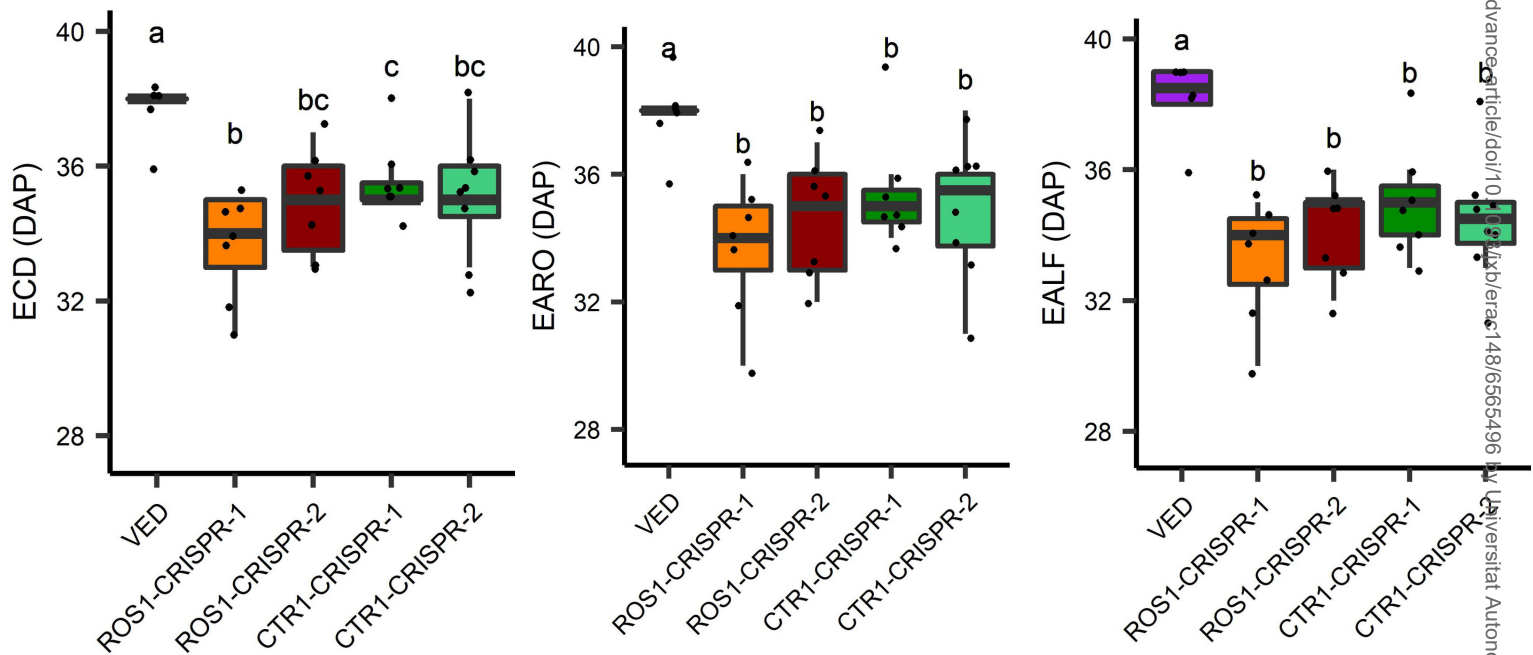 ECD (DAP)
40
36
32
28
a
b
bc
c
bc
VED
ROS1-CRISPR-1
ROS1-CRISPR-2
CTR1-CRISPR-1
CTR1-CRISPR-2
EARO (DAP)
40
36
32
28
a
b
b
b
b
VED
ROS1-CRISPR-1
ROS1-CRISPR-2
CTR1-CRISPR-1
CTR1-CRISPR-2
EALF (DAP)
40
36
32
28
a
b
b
b
b
VED
ROS1-CRISPR-1
ROS1-CRISPR-2
CTR1-CRISPR-1
CTR1-CRISPR-2
dvance-article/doi/10.1093/jxb/erac148/6565496 by Universitat Autono